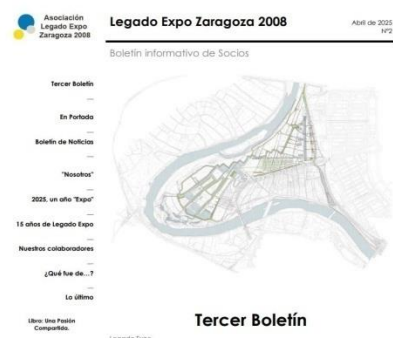 Asociación
Legado Expo
Zaragoza 2008
Legado Expo Zaragoza 2008
Abril de 2025
Nº2
Boletín informativo de Socios
Tercer Boletín
En Portada
Boletín de Noticias
"Nosotros"
2025, un año "Expo"
15 años de Legado Expo
Nuestros colaboradores
¿Qué fue de...?
Lo último
Libro: Una Pasión
Compartida.
Tercer Boletín